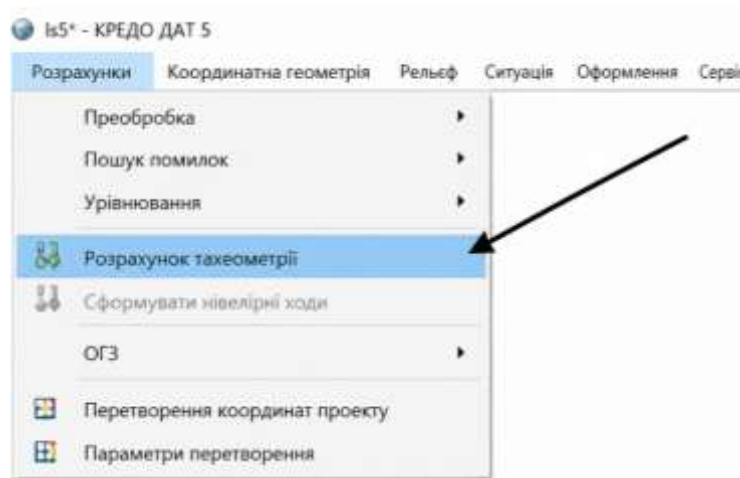 ls5* - КРЕДО ДАТ 5
Розрахунки Координатна геометрія Рельєф Ситуація Оформлення
Преобробка
Пошук помилок
Урівнювання
Розрахунок тахеометрії
Сформувати нівелірні ходи
ОГЗ
Перетворення координат проекту
Параметри перетворення